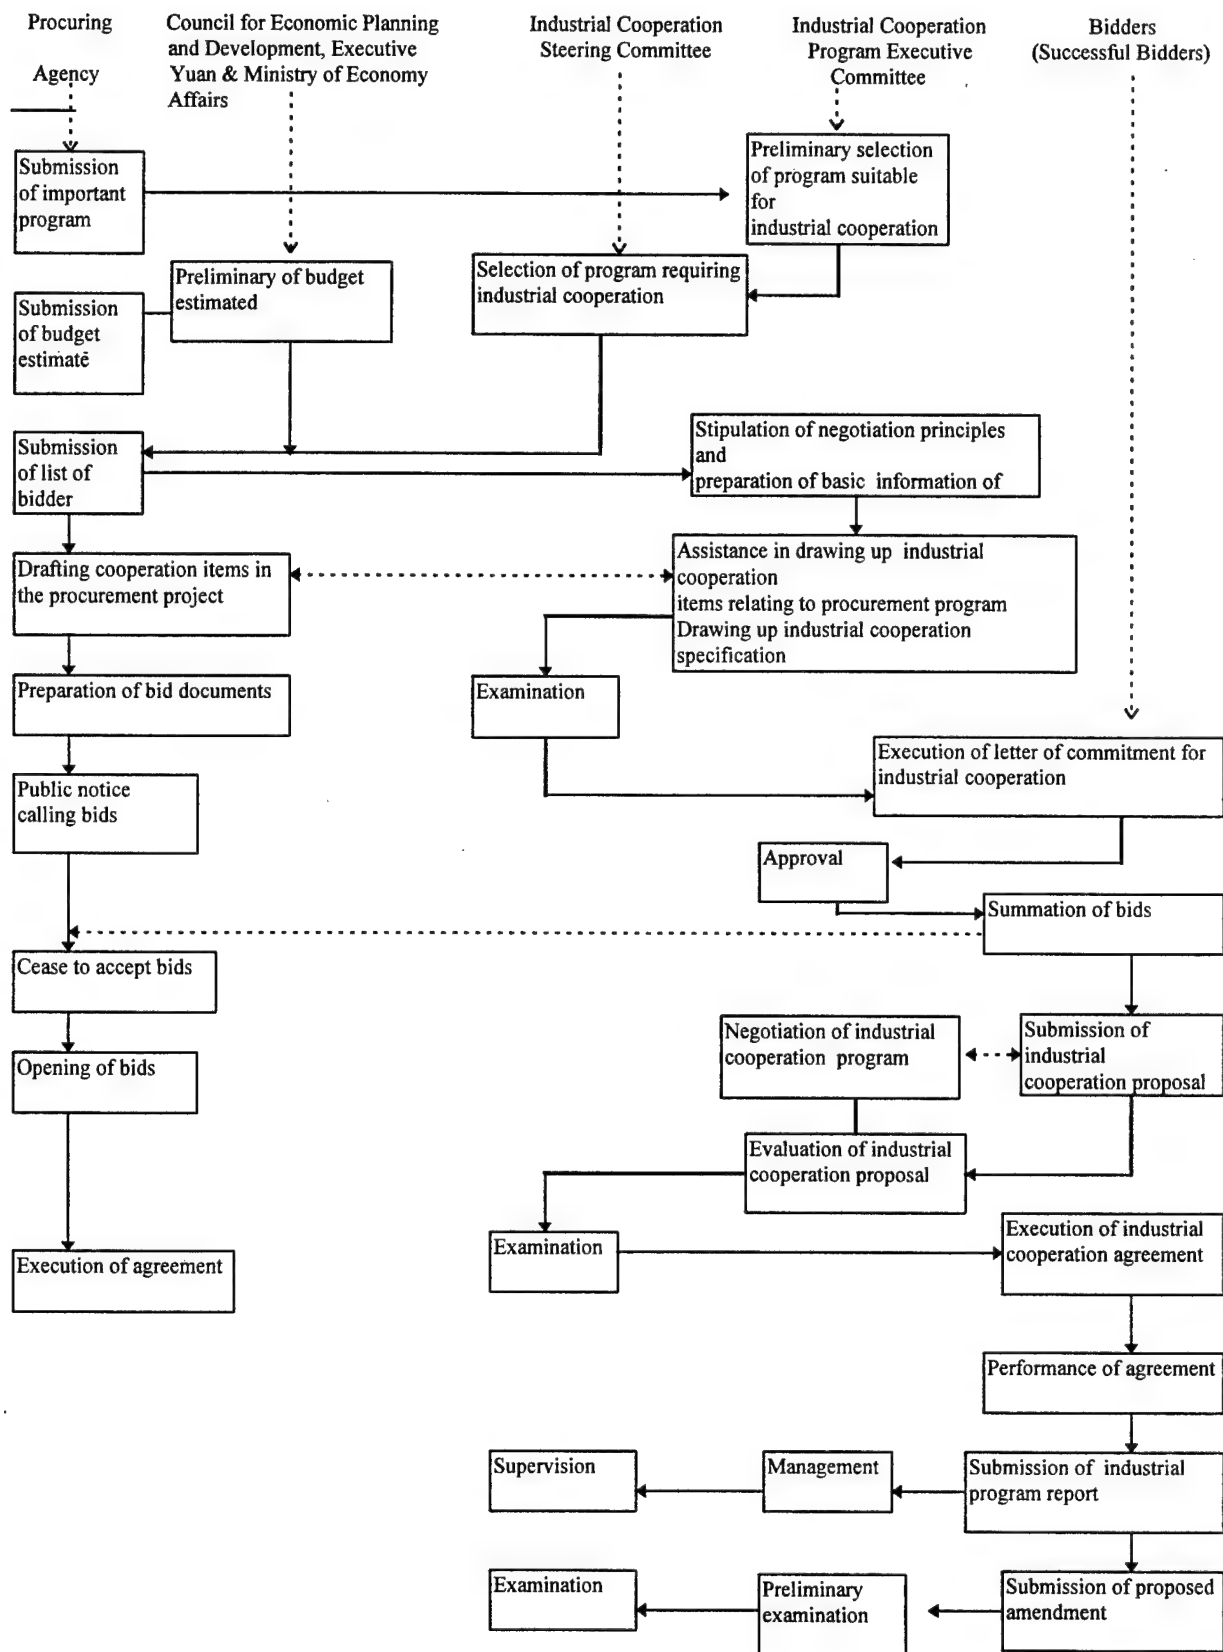 Procuring
Agency
Council for Economic Planning
and Development, Executive
Yuan & Ministry of Economy
Affairs
Industrial Cooperation
Steering Committee
Industrial Cooperation
Program Executive
Committee
Bidders
(Successful Bidders)
Submission
of important
program
Preliminary selection
of program suitable
for
industrial cooperation
Preliminary of budget
estimated
Selection of program requiring
industrial cooperation
Submission
of budget
estimate
Submission
of list of
bidder
Stipulation of negotiation principles
and
preparation of basic information of
Drafting cooperation items in
the procurement project
Assistance in drawing up industrial
cooperation
items relating to procurement program
Drawing up industrial cooperation
specification
Preparation of bid documents
Examination
Execution of letter of commitment for
industrial cooperation
Public notice
calling bids
Approval
Summation of bids
Cease to accept bids
Negotiation of industrial
cooperation program
Submission of
industrial
cooperation proposal
Opening of bids
Evaluation of industrial
cooperation proposal
Examination
Execution of industrial
cooperation agreement
Execution of agreement
Performance of agreement
Supervision
Management
Submission of industrial
program report
Examination
Preliminary
examination
Submission of proposed
amendment